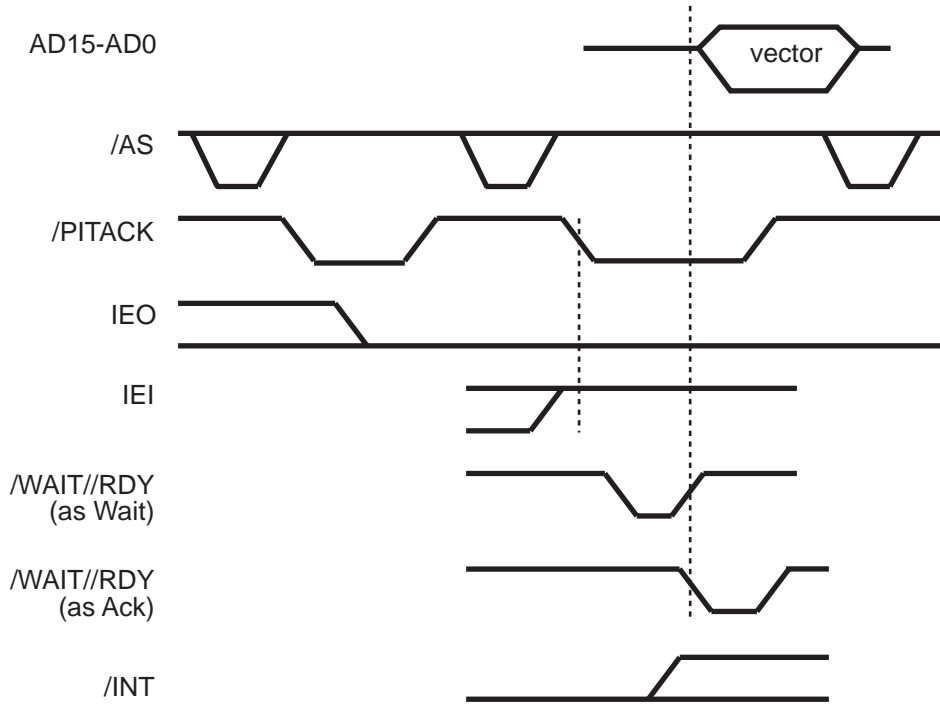 AD15-AD0
vector
/AS
/PITACK
IEO
IEI
/WAIT//RDY
(as Wait)
/WAIT//RDY
(as Ack)
/INT